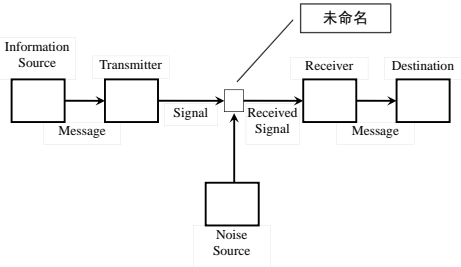 未命名
Information
Source
Transmitter
Receiver
Destination
Signal
Received
Signal
Message
Message
Noise
Source